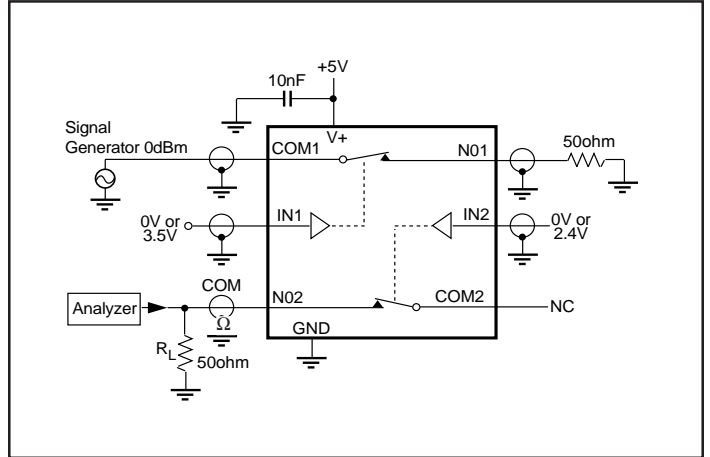 +5V
10nF
V+
Signal
Generator 0dBm
COM1
N01
50ohm
IN1
IN2
0V or
3.5V
0V or
2.4V
COM
Analyzer
N02
COM2
NC
Ω
GND
RL
50ohm